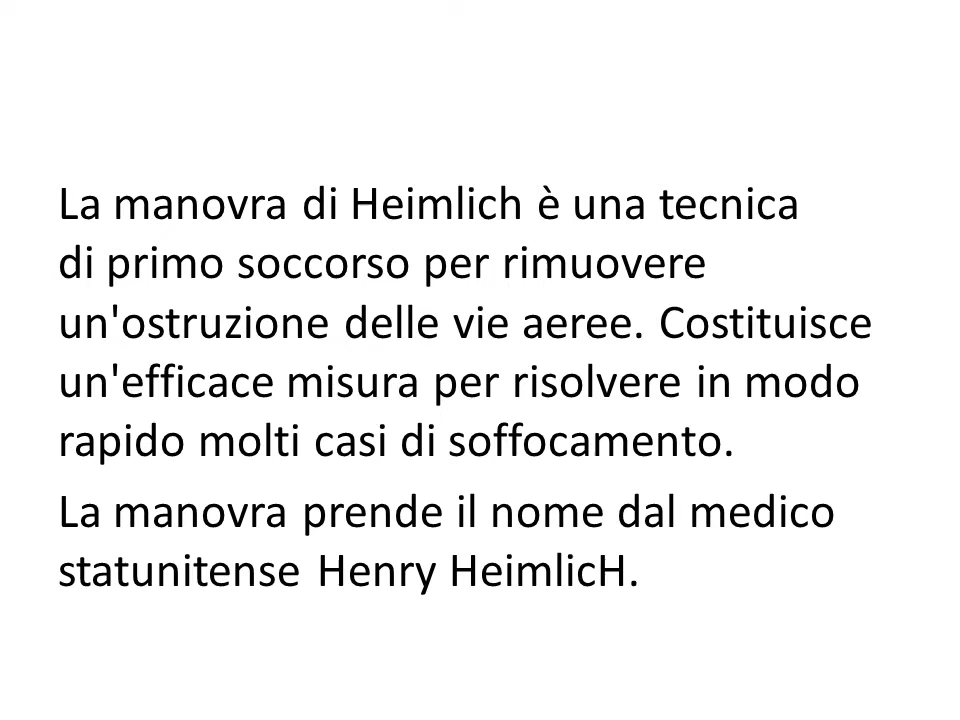 La manovra di Heimlich è una tecnica
di primo soccorso per rimuovere
un'ostruzione delle vie aeree. Costituisce
un'efficace misura per risolvere in modo
rapido molti casi di soffocamento.
La manovra prende il nome dal medico
statunitense Henry HeimlicH.